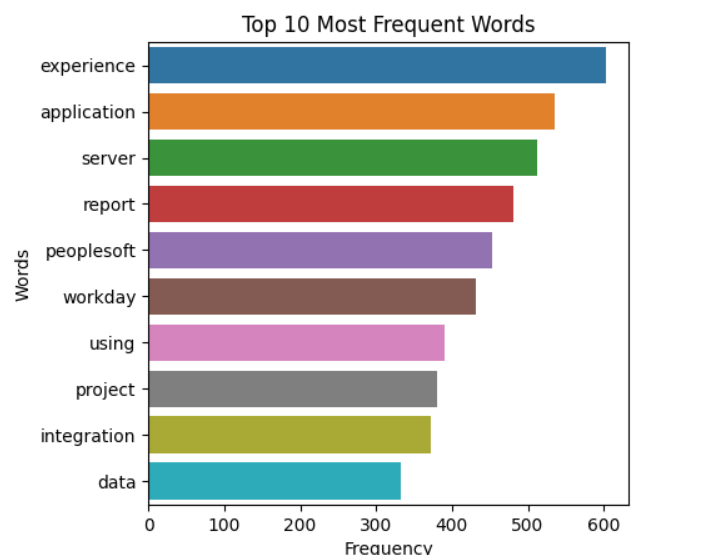 Top 10 Most Frequent Words
experience
application
server
report
peoplesoft
workday
using
project
integration
data
Words
0 100 200 300 400 500 600
Frequency